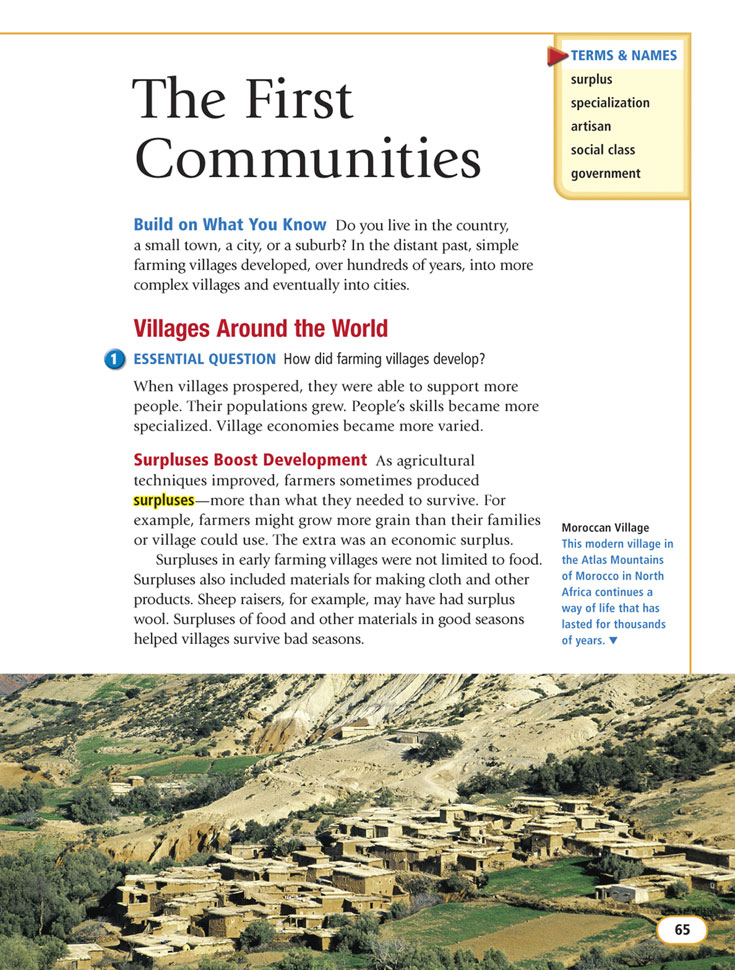 The First
Communities
TERMS & NAMES
surplus
specialization
artisan
social class
government
Build on What You Know Do you live in the country,
a small town, a city, or a suburb? In the distant past, simple
farming villages developed, over hundreds of years, into more
complex villages and eventually into cities.
Villages Around the World
1 ESSENTIAL QUESTION How did farming villages develop?
When villages prospered, they were able to support more
people. Their populations grew. People’s skills became more
specialized. Village economies became more varied.
Surpluses Boost Development As agricultural
techniques improved, farmers sometimes produced
surpluses—more than what they needed to survive. For
example, farmers might grow more grain than their families
or village could use. The extra was an economic surplus.
Surpluses in early farming villages were not limited to food.
Surpluses also included materials for making cloth and other
products. Sheep raisers, for example, may have had surplus
wool. Surpluses of food and other materials in good seasons
helped villages survive bad seasons.
Moroccan Village
This modern village in
the Atlas Mountains
of Morocco in North
Africa continues a
way of life that has
lasted for thousands
of years. ▼
65